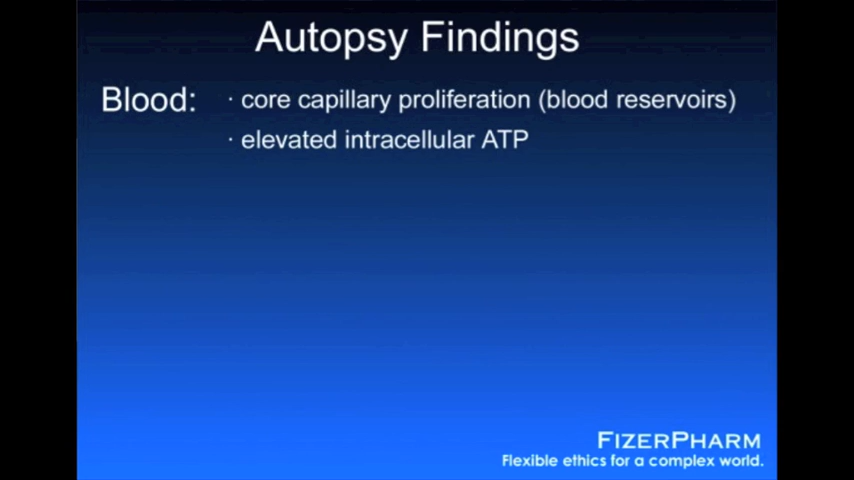 Autopsy Findings
Blood: · core capillary proliferation (blood reservoirs)
· elevated intracellular ATP
FIZERPHARM
Flexible ethics for a complex world.